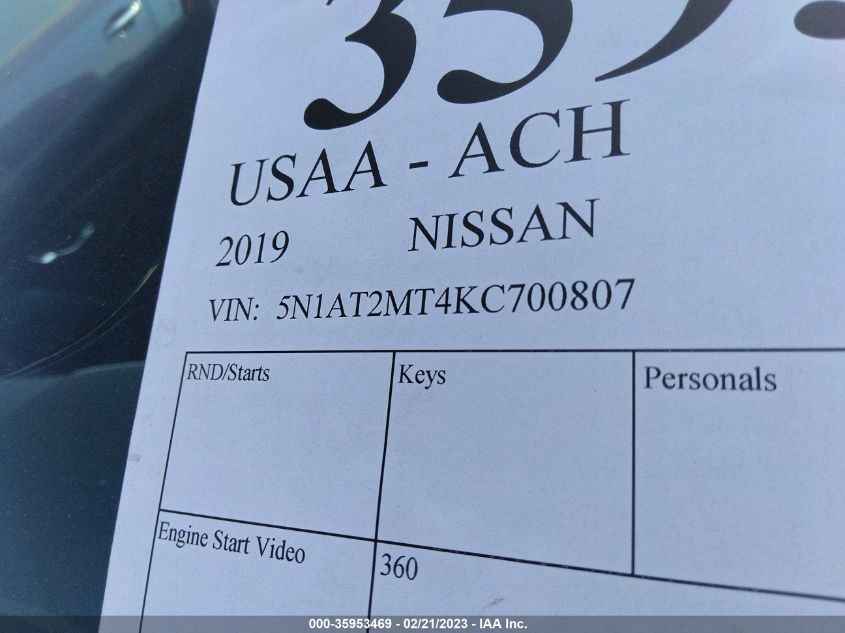 USAA - ACH
2019 NISSAN
VIN: 5N1AT2MT4KC700807
RND/Starts Keys Personals
Engine Start Video 360
000-35953469 - 02/21/2023 - IAA Inc.